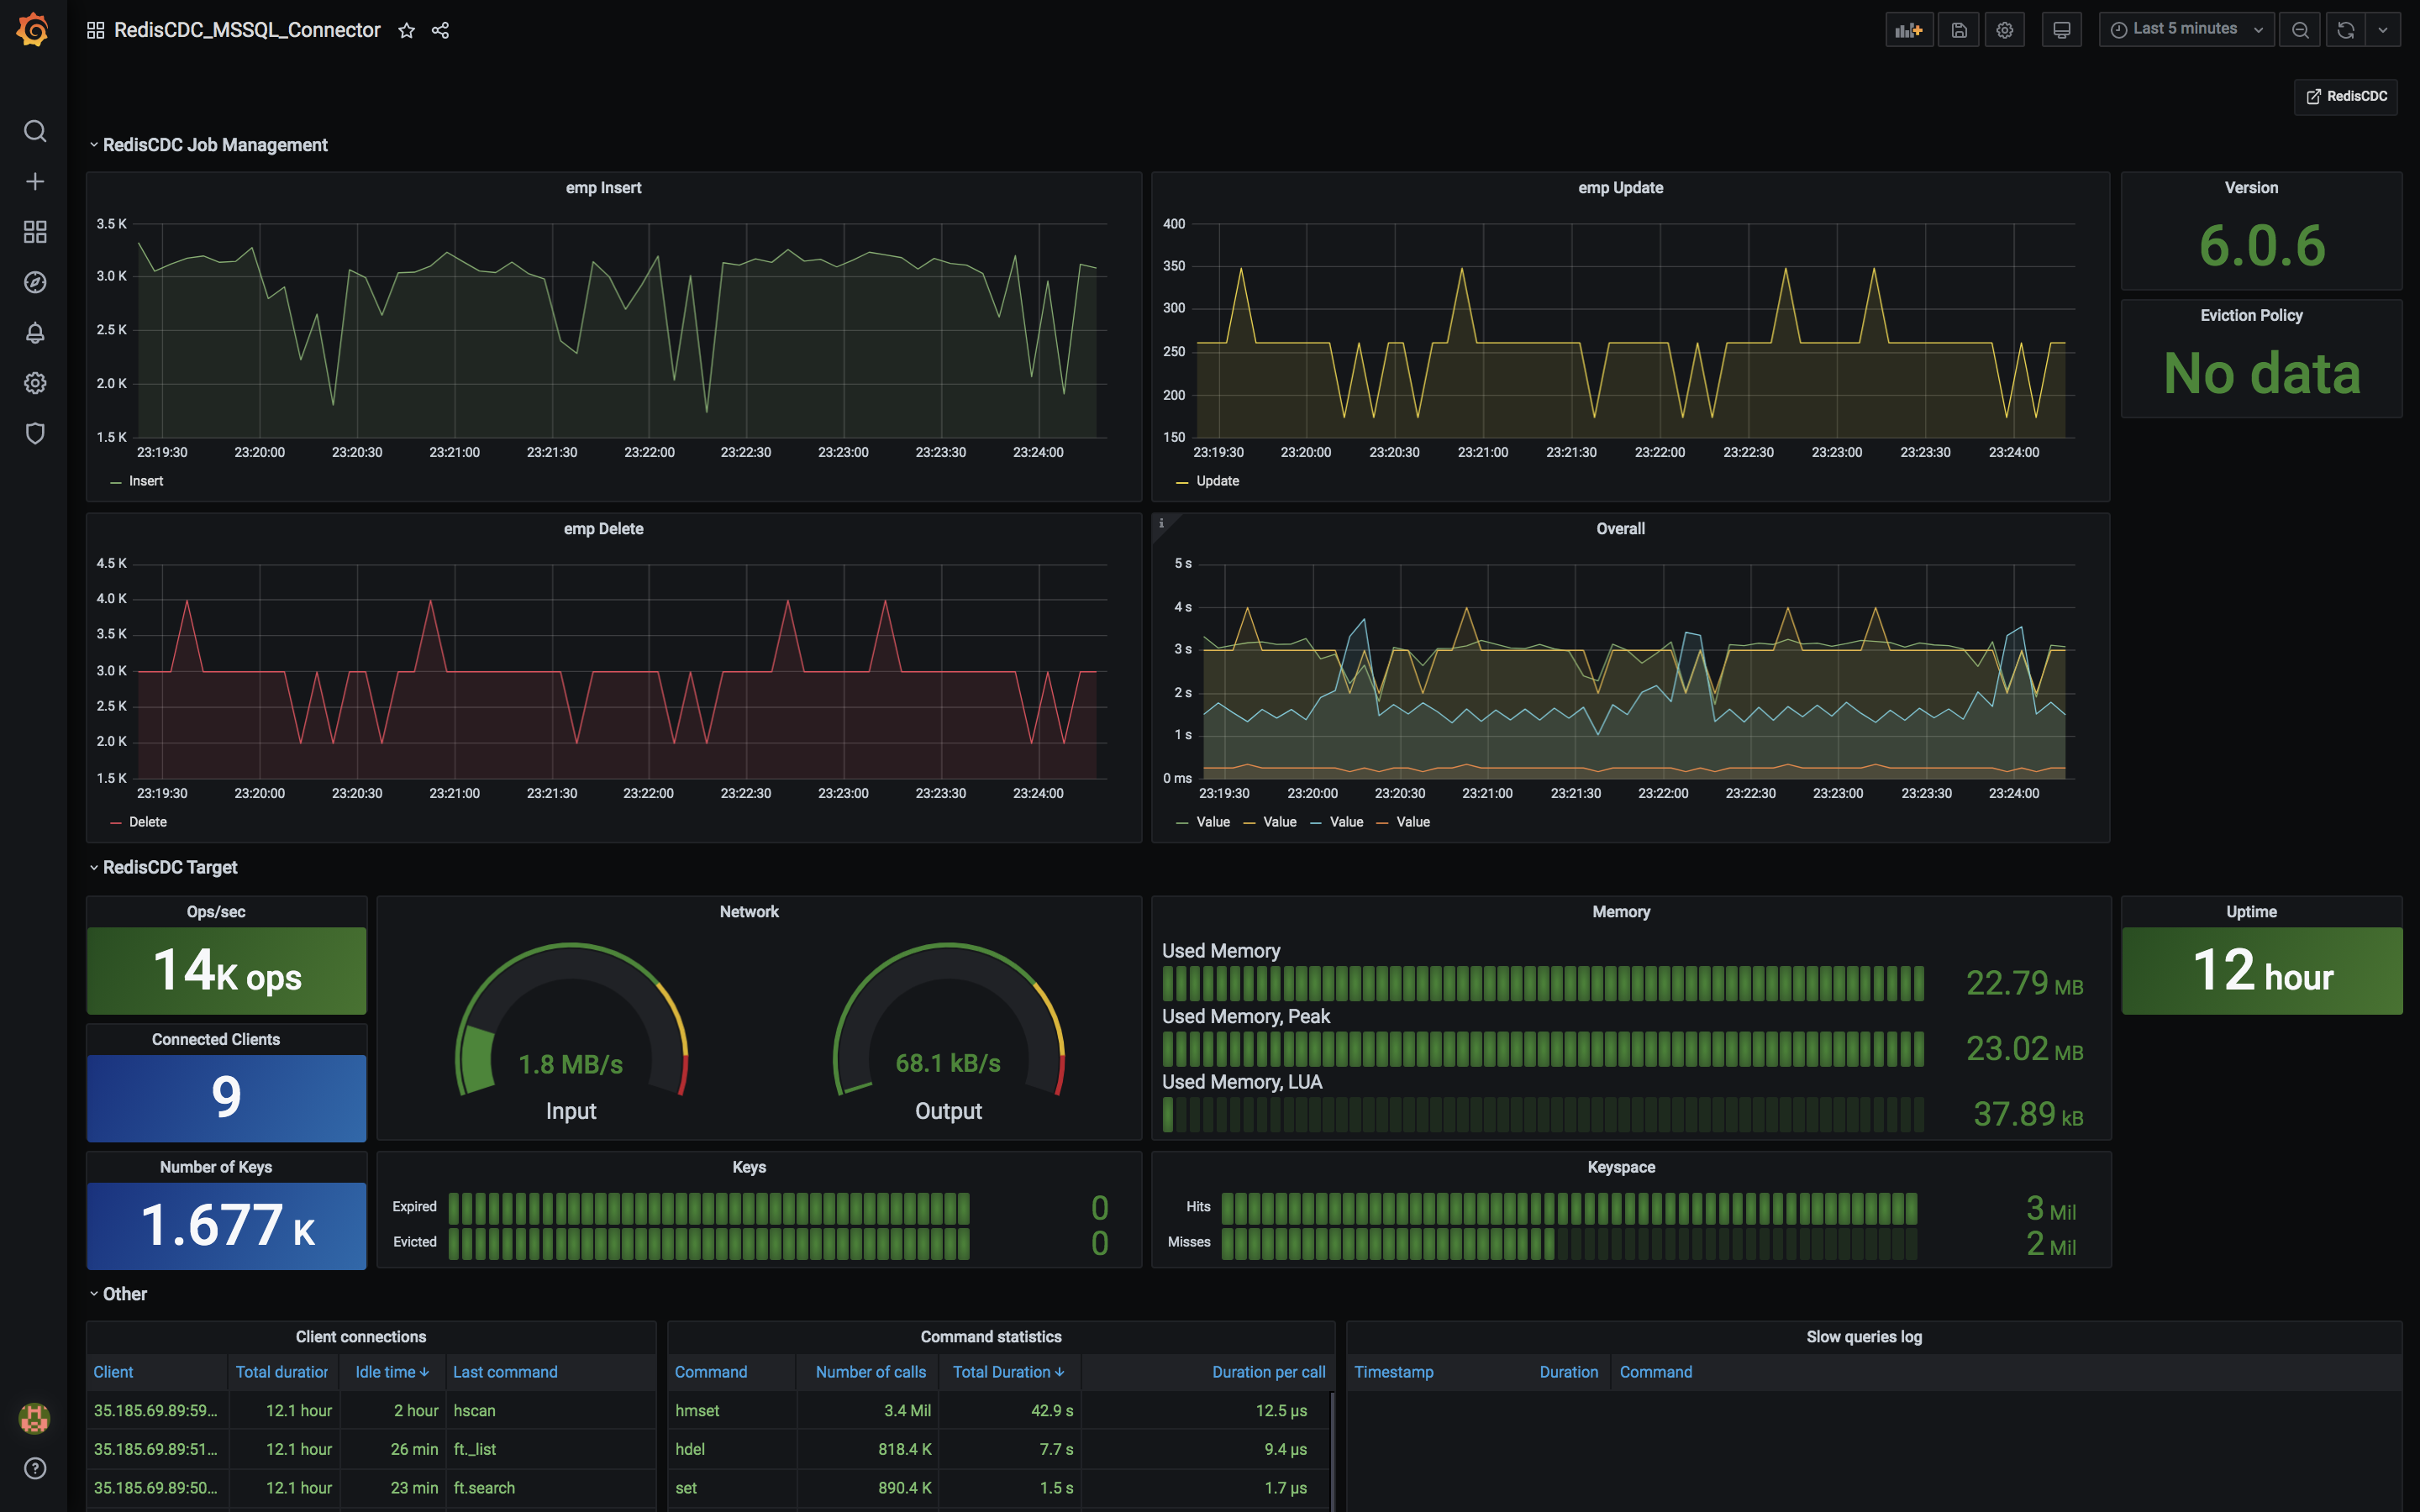 RedisCDC_MSSQL_Connector
Last 5 minutes
RedisCDC
RedisCDC Job Management
emp Insert
3.5 K
3.0 K
2.5 K
2.0 K
1.5 K
23:19:30 23:20:00 23:20:30 23:21:00 23:21:30 23:22:00 23:22:30 23:23:00 23:23:30 23:24:00
Insert
emp Update
400
350
300
250
200
150
23:19:30 23:20:00 23:20:30 23:21:00 23:21:30 23:22:00 23:22:30 23:23:00 23:23:30 23:24:00
Update
Version
6.0.6
Eviction Policy
No data
emp Delete
4.5 K
4.0 K
3.5 K
3.0 K
2.5 K
2.0 K
1.5 K
23:19:30 23:20:00 23:20:30 23:21:00 23:21:30 23:22:00 23:22:30 23:23:00 23:23:30 23:24:00
Delete
i
Overall
5 s
4 s
3 s
2 s
1 s
0 ms
23:19:30 23:20:00 23:20:30 23:21:00 23:21:30 23:22:00 23:22:30 23:23:00 23:23:30 23:24:00
Value Value Value Value
RedisCDC Target
Ops/sec
14K ops
Connected Clients
9
Number of Keys
1.677 K
Network
1.8 MB/s
Input
68.1 kB/s
Output
Memory
Used Memory
22.79 MB
Used Memory, Peak
23.02 MB
Used Memory, LUA
37.89 kB
Uptime
12 hour
Keys
Expired 0
Evicted 0
Keyspace
Hits 3 Mil
Misses 2 Mil
Other
Client connections
Client Total duration Idle time Last command
35.185.69.89:59... 12.1 hour 2 hour hscan
35.185.69.89:51... 12.1 hour 26 min ft._list
35.185.69.89:50... 12.1 hour 23 min ft.search
Command statistics
Command Number of calls Total Duration Duration per call
hmset 3.4 Mil 42.9 s 12.5 µs
hdel 818.4 K 7.7 s 9.4 µs
set 890.4 K 1.5 s 1.7 µs
Slow queries log
Timestamp Duration Command